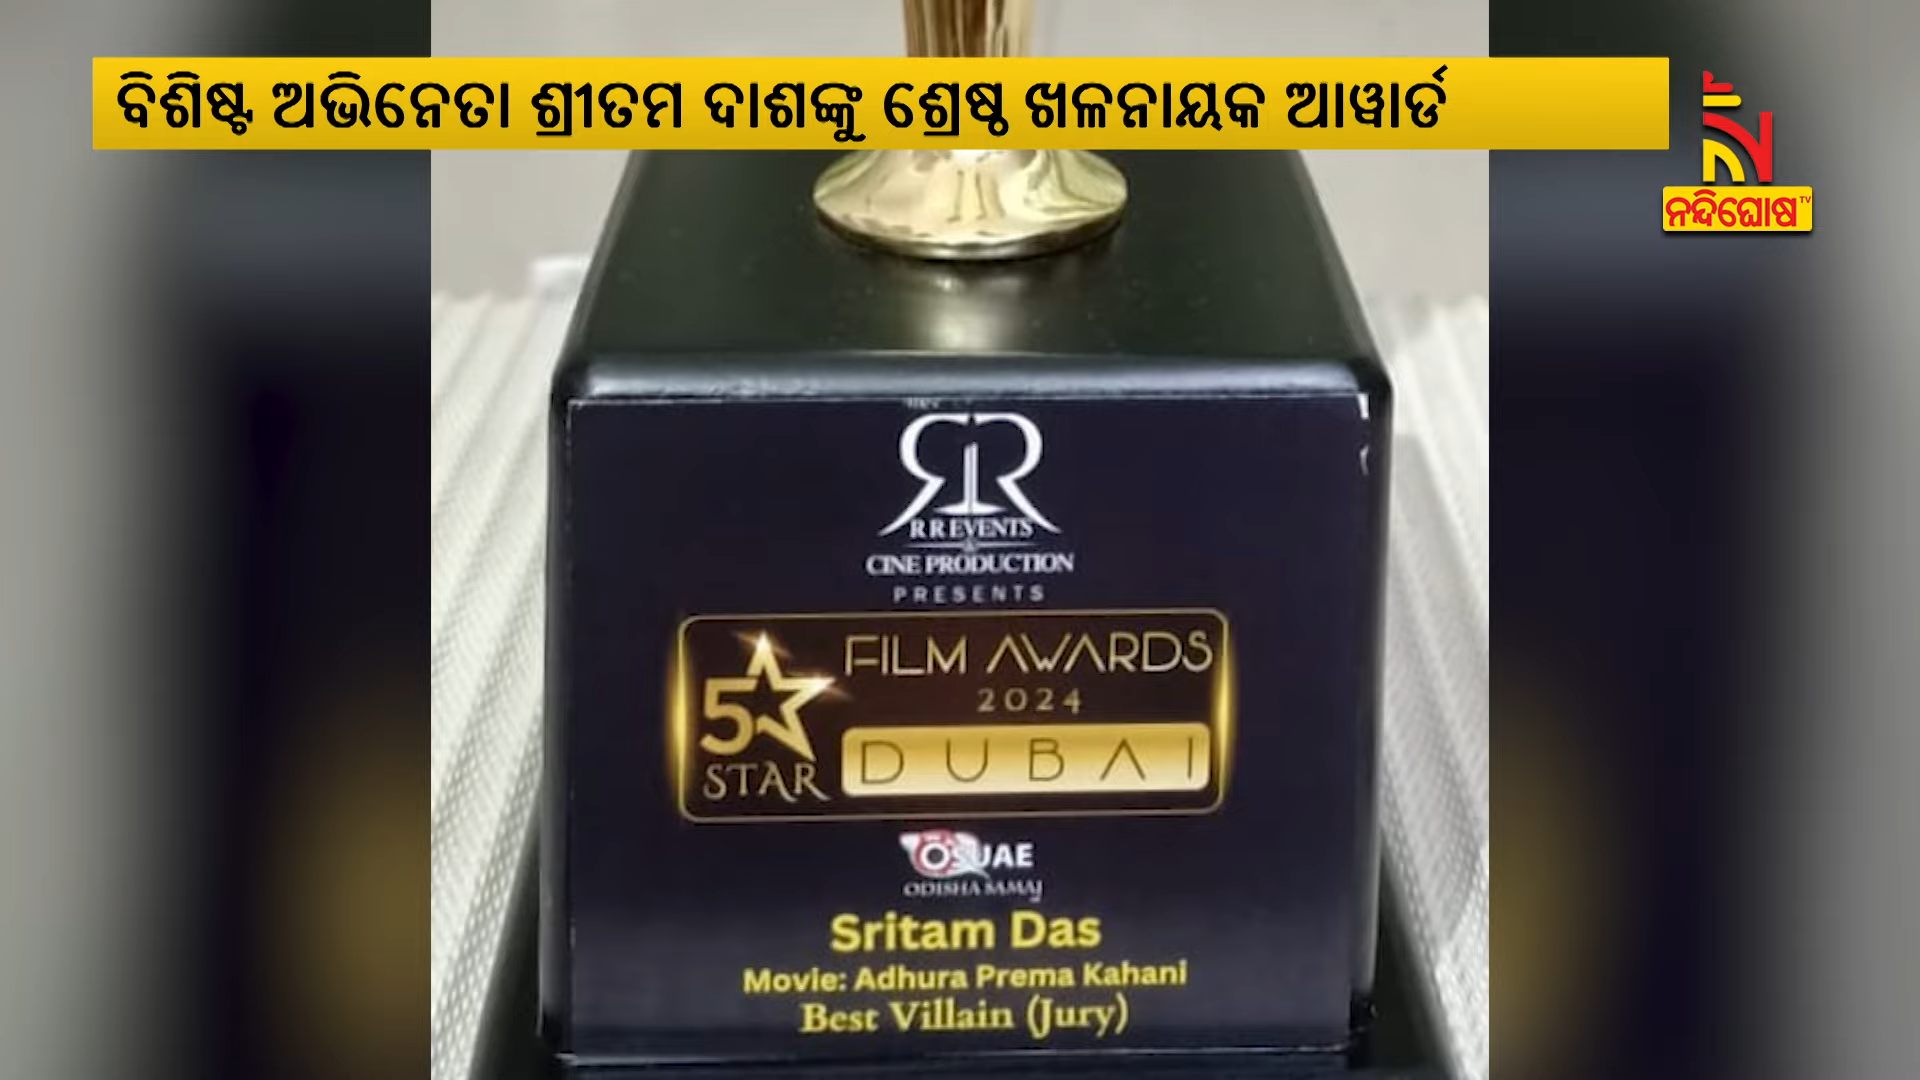 ବିଶିଷ୍ଟ ଅଭିନେତା ଶ୍ରୀତମ ଦାଶଙ୍କୁ ଶ୍ରେଷ୍ଠ ଖଳନାୟକ ଆୱାର୍ଡ
ନନ୍ଦିଘୋଷ TV
R R EVENTS
&
CINE PRODUCTION
PRESENTS
5 STAR
FILM AWARDS
2024
DUBAI
OSUAE
ODISHA SAMAJ
Sritam Das
Movie: Adhura Prema Kahani
Best Villain (Jury)